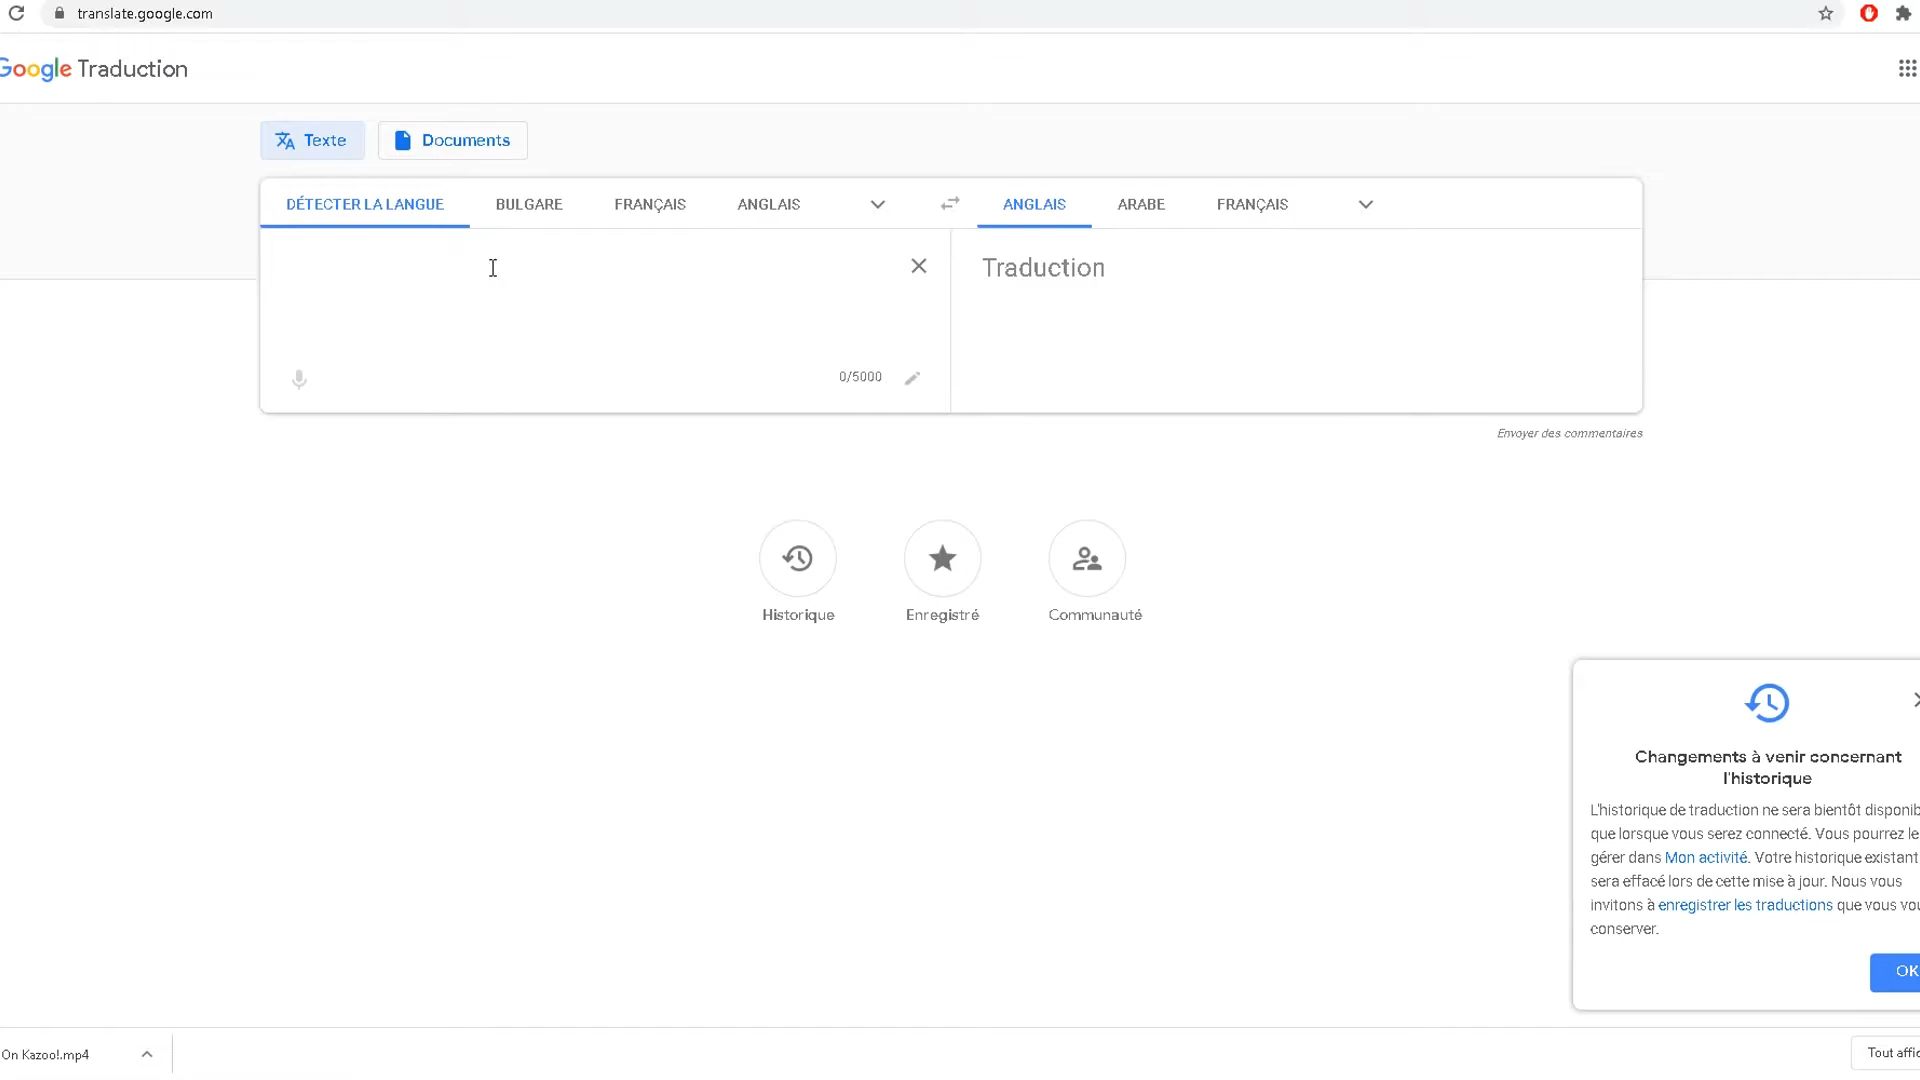 translate.google.com
Google Traduction
Texte
Documents
DÉTECTER LA LANGUE
BULGARE
FRANÇAIS
ANGLAIS
ANGLAIS
ARABE
FRANÇAIS
Traduction
0/5000
Envoyer des commentaires
Historique
Enregistré
Communauté
Changements à venir concernant
l'historique
L'historique de traduction ne sera bientôt disponib
que lorsque vous serez connecté. Vous pourrez le
gérer dans Mon activité. Votre historique existant
sera effacé lors de cette mise à jour. Nous vous
invitons à enregistrer les traductions que vous vou
conserver.
OK
On Kazoo!.mp4
Tout affic